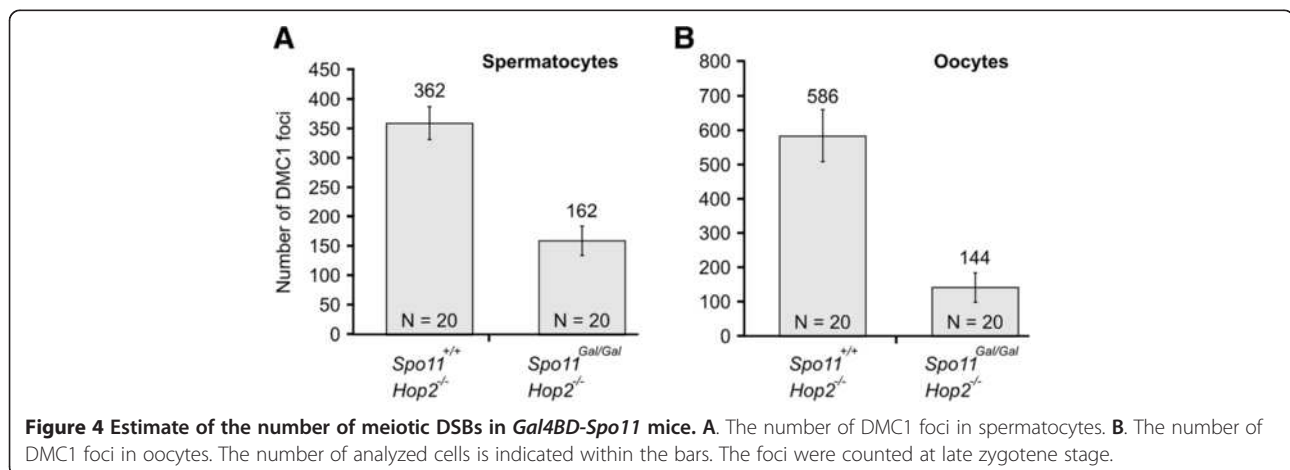 A
Spermatocytes
Number of DMC1 foci
450
400
350
300
250
200
150
100
50
0
362
162
N = 20
N = 20
Spo11+/+
Hop2-/-
Spo11Gal/Gal
Hop2-/-
B
Oocytes
800
700
600
500
400
300
200
100
0
586
144
N = 20
N = 20
Spo11+/+
Hop2-/-
Spo11Gal/Gal
Hop2-/-
Figure 4 Estimate of the number of meiotic DSBs in Gal4BD-Spo11 mice. A. The number of DMC1 foci in spermatocytes. B. The number of
DMC1 foci in oocytes. The number of analyzed cells is indicated within the bars. The foci were counted at late zygotene stage.